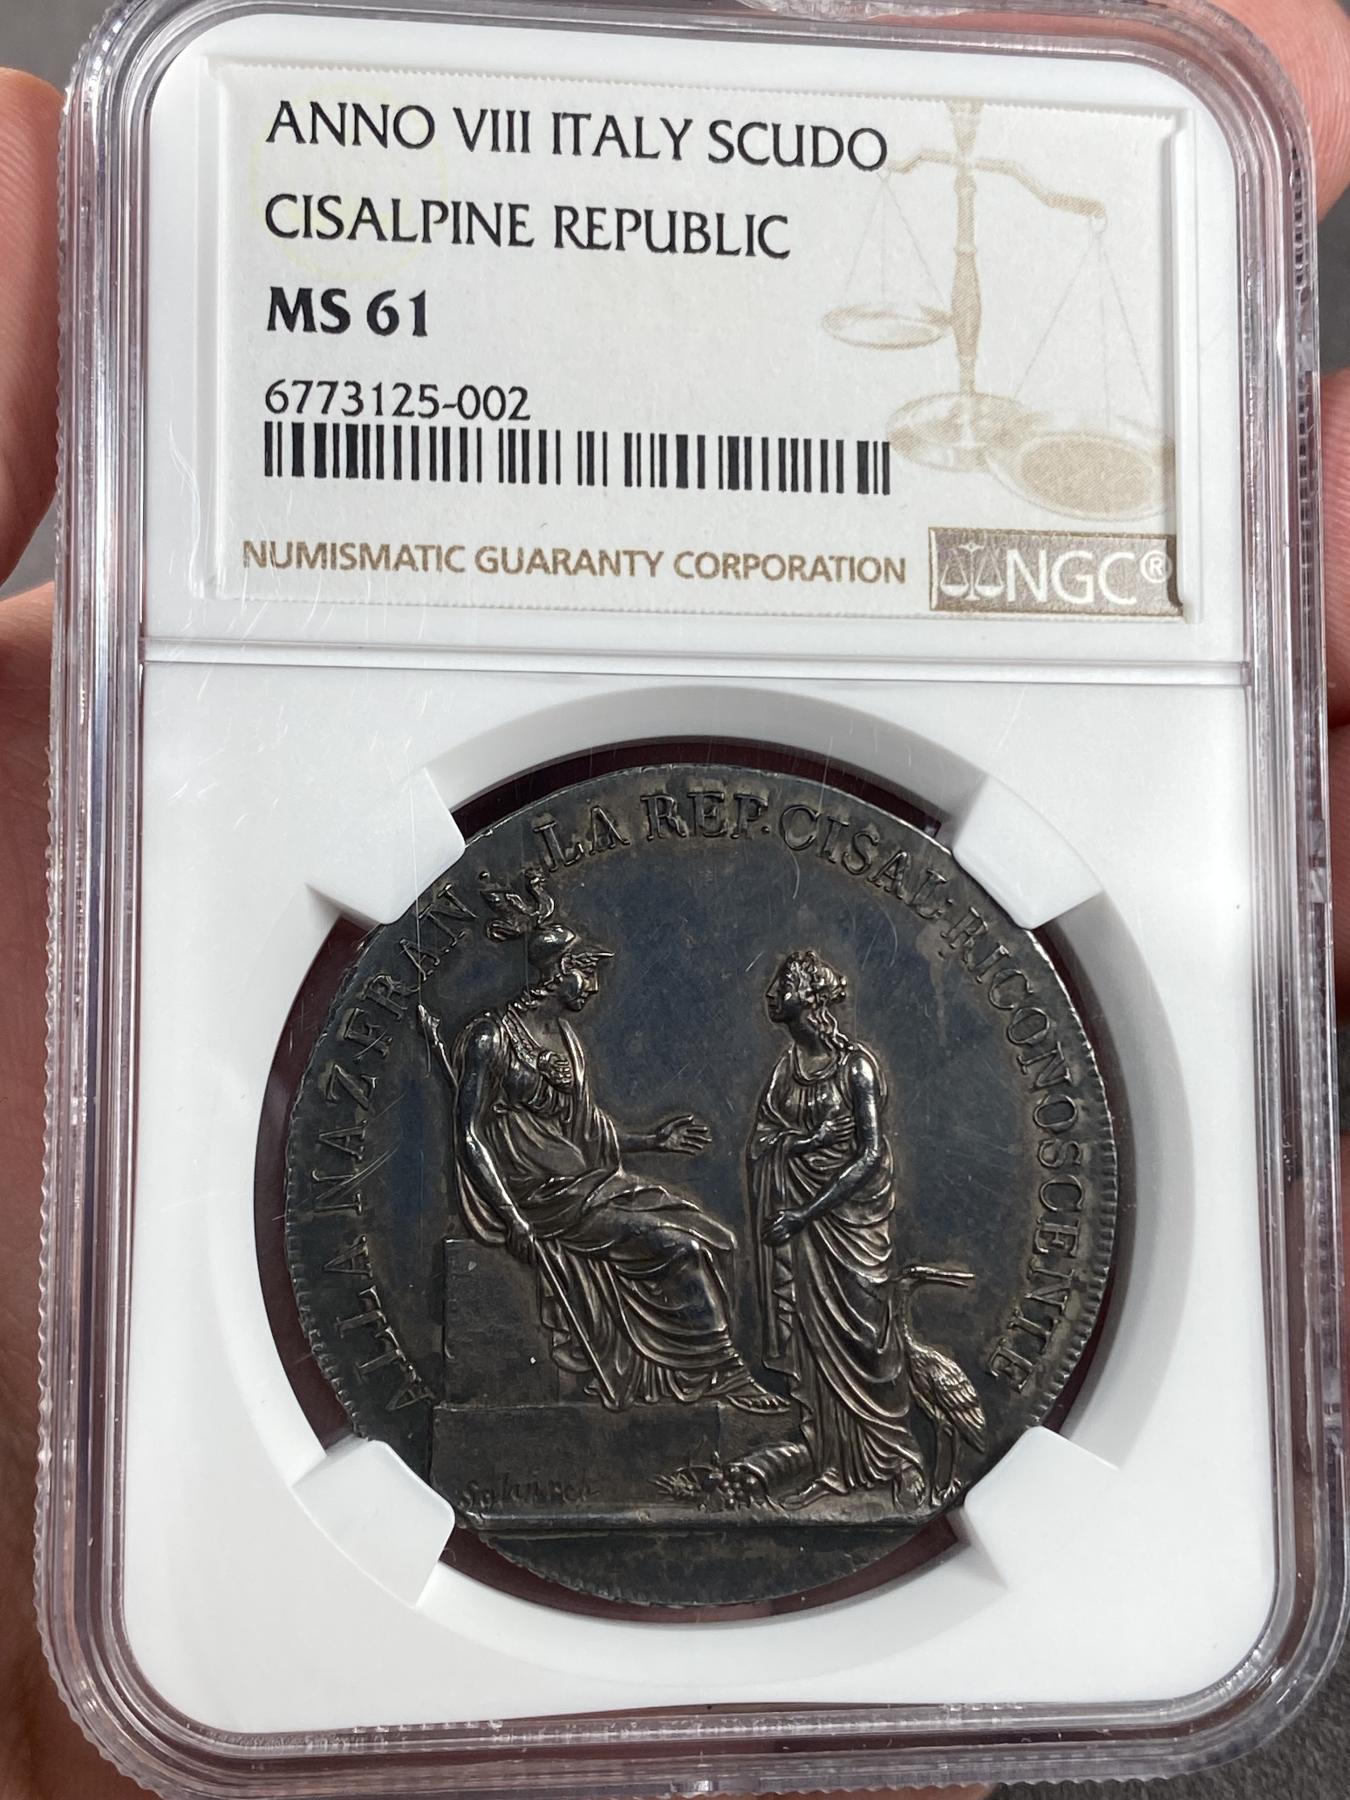 ANNO VIII ITALY SCUDO
CISALPINE REPUBLIC
MS 61
6773125-002
NUMISMATIC GUARANTY CORPORATION
NGC®
ALLA NAZ. FRAN. LA REP. CISAL. RICONOSCENTE